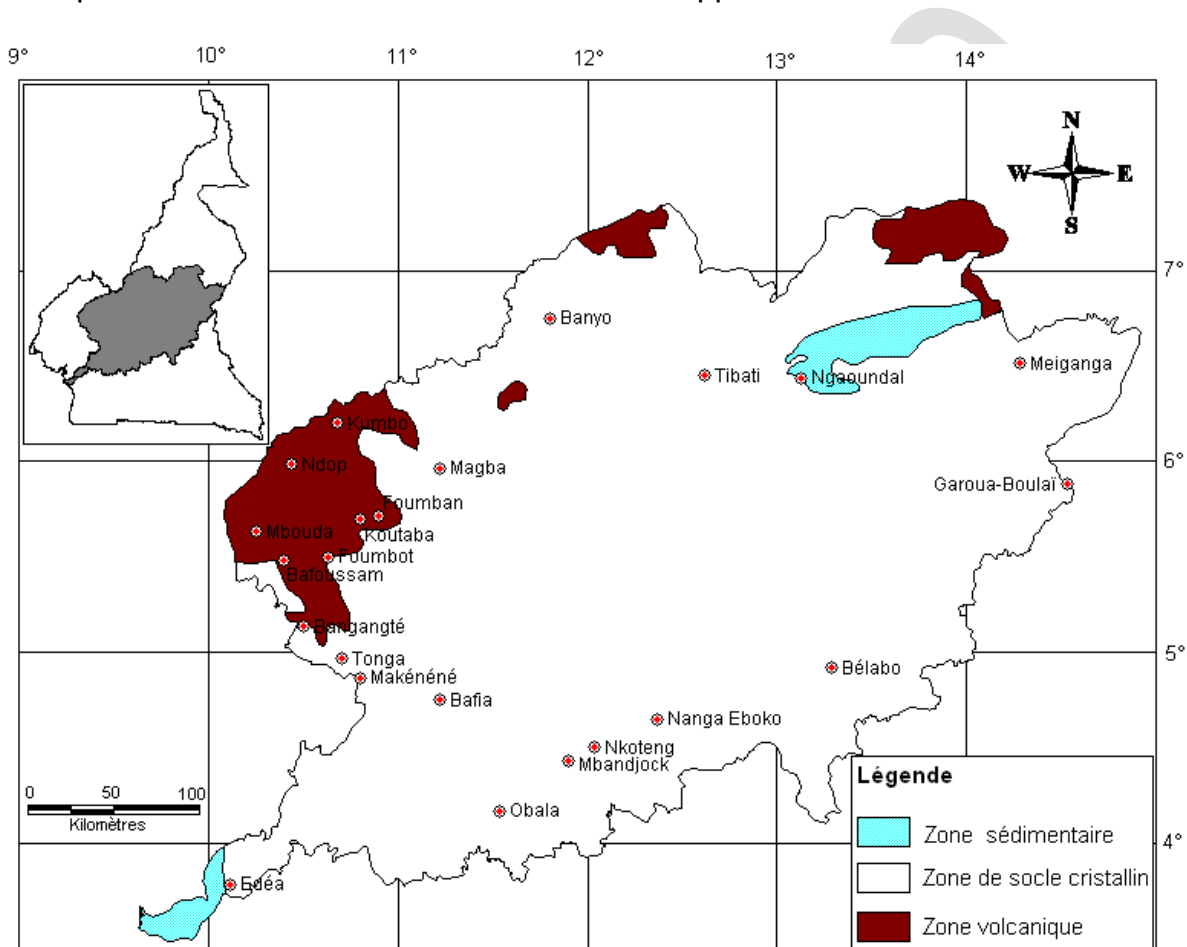 9° 10° 11° 12° 13° 14°
N
W E
S
7°
Banyo
Tibati
Ngaoundal
Meiganga
Kumbo
6°
Ndop
Magba
Garoua-Boulaï
Foumban
Mbouda
Koutaba
Foumbot
Bafoussam
Bangangté
5°
Tonga
Makénéné
Bélabo
Bafia
Nanga Eboko
Nkoteng
Mbandjock
Légende
0 50 100
Kilomètres
Obala
Zone sédimentaire
4°
Zone de socle cristallin
Edéa
Zone volcanique